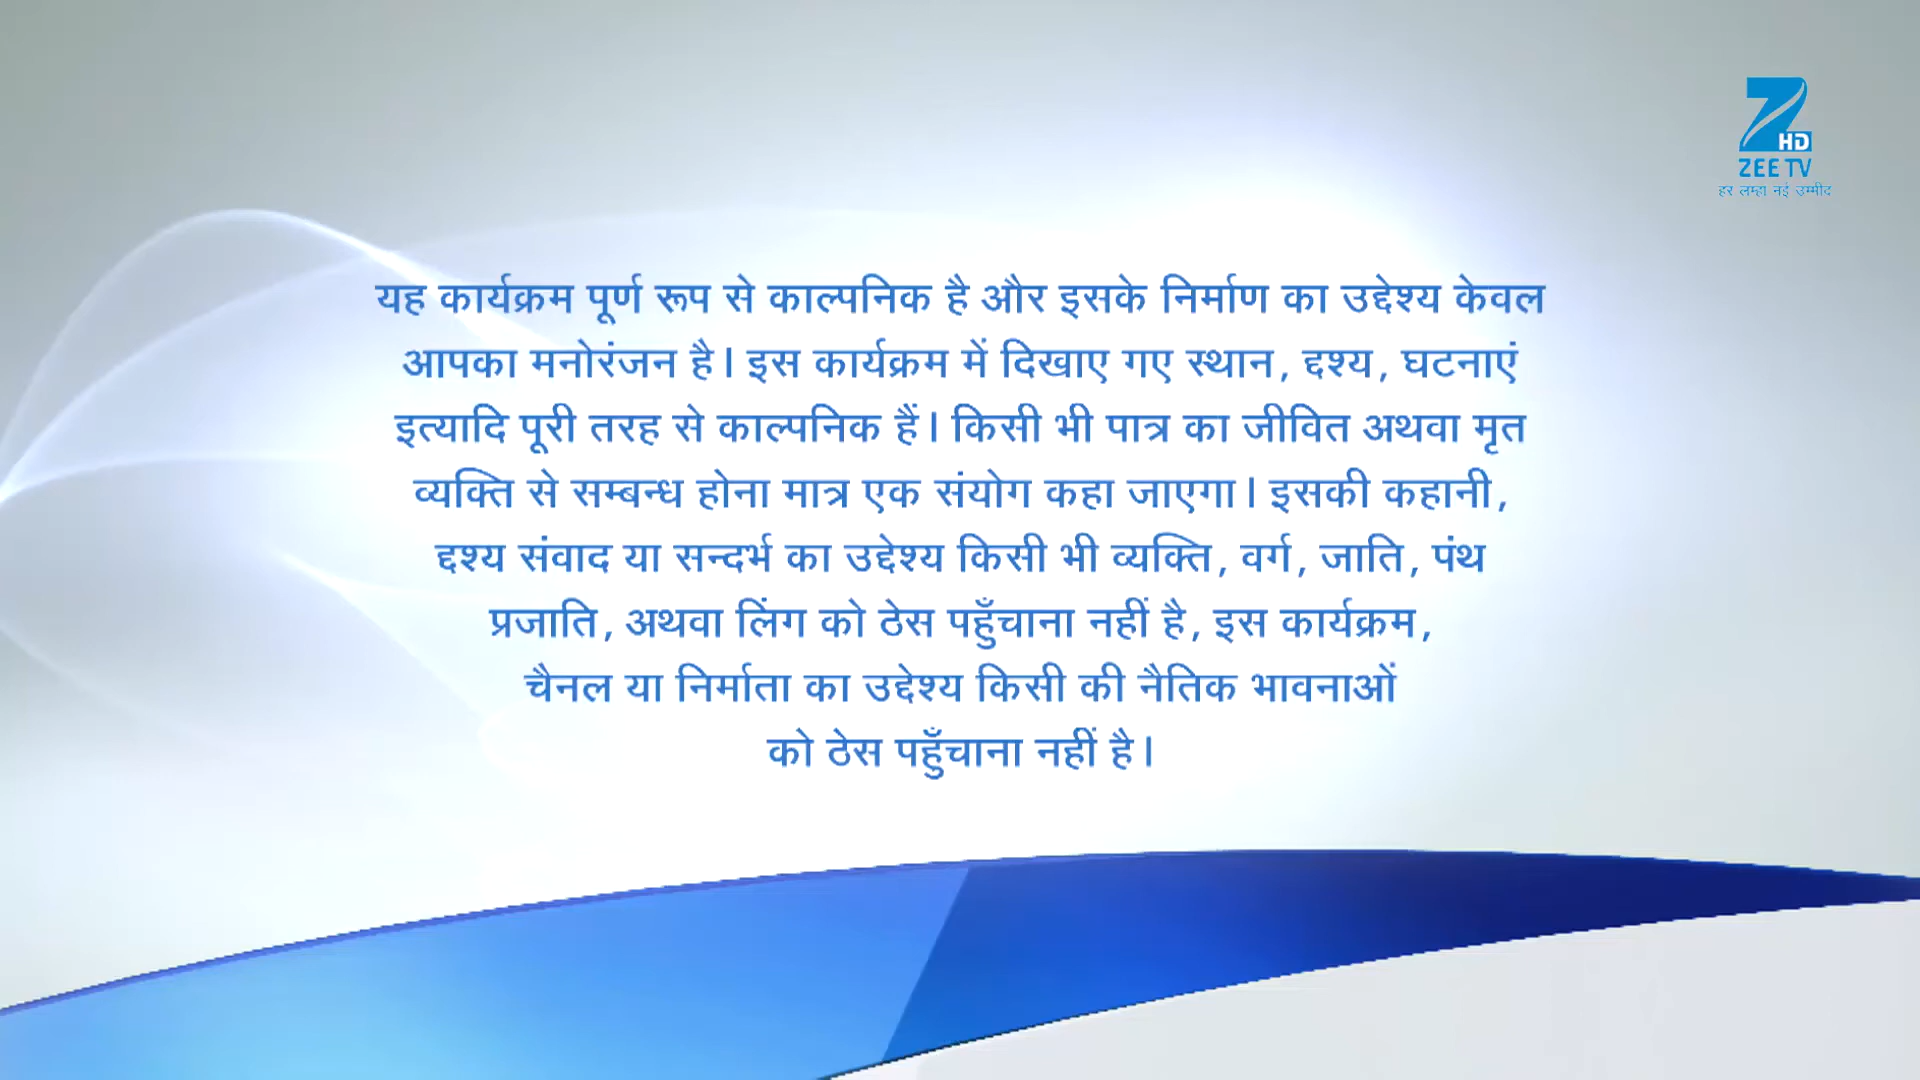 HD
ZEE TV
हर लम्हा नई उम्मीद
यह कार्यक्रम पूर्ण रूप से काल्पनिक है और इसके निर्माण का उद्देश्य केवल
आपका मनोरंजन है। इस कार्यक्रम में दिखाए गए स्थान, द्दश्य, घटनाएं
इत्यादि पूरी तरह से काल्पनिक हैं। किसी भी पात्र का जीवित अथवा मृत
व्यक्ति से सम्बन्ध होना मात्र एक संयोग कहा जाएगा। इसकी कहानी,
द्दश्य संवाद या सन्दर्भ का उद्देश्य किसी भी व्यक्ति, वर्ग, जाति, पंथ
प्रजाति, अथवा लिंग को ठेस पहुँचाना नहीं है, इस कार्यक्रम,
चैनल या निर्माता का उद्देश्य किसी की नैतिक भावनाओं
को ठेस पहुँचाना नहीं है।